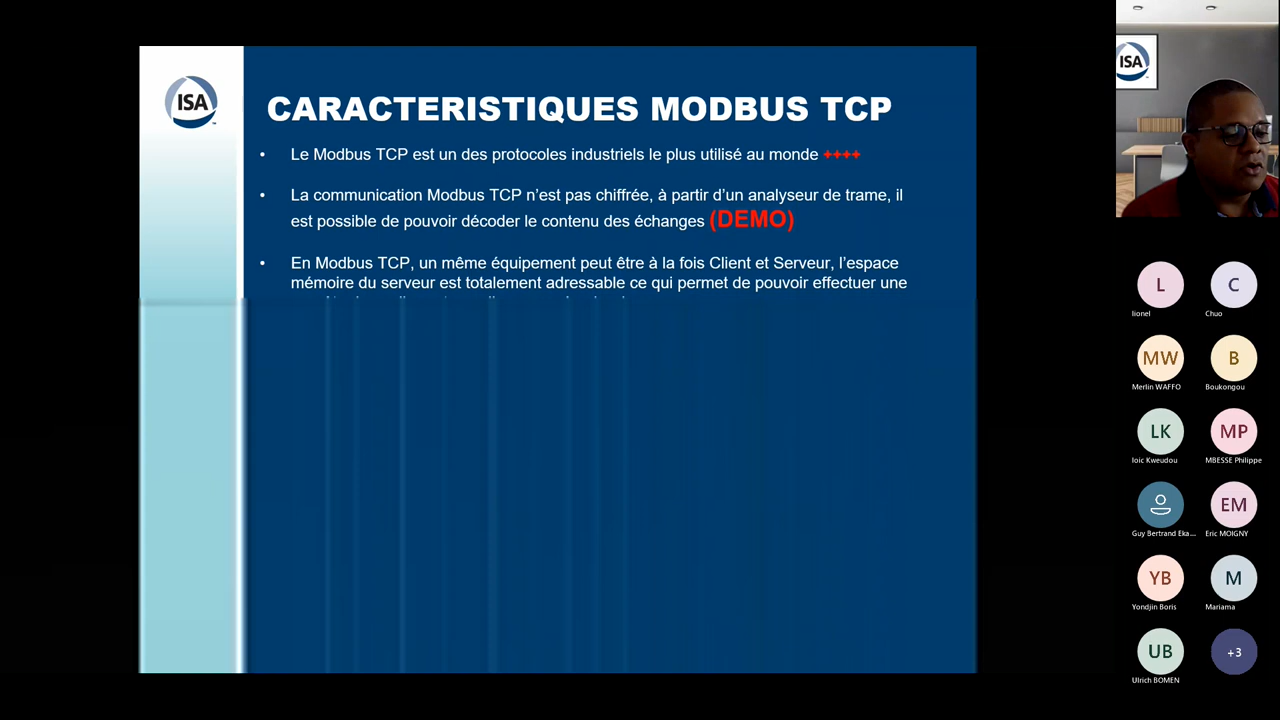 ISA
CARACTERISTIQUES MODBUS TCP
• Le Modbus TCP est un des protocoles industriels le plus utilisé au monde ++++
• La communication Modbus TCP n’est pas chiffrée, à partir d’un analyseur de trame, il
est possible de pouvoir décoder le contenu des échanges (DEMO)
• En Modbus TCP, un même équipement peut être à la fois Client et Serveur, l’espace
mémoire du serveur est totalement adressable ce qui permet de pouvoir effectuer une
ISA
L
lionel
C
Chuo
MW
Merlin WAFFO
B
Boukongou
LK
loic Kweudou
MP
MBESSE Philippe
Guy Bertrand Eka...
EM
Eric MOIGNY
YB
Yondjin Boris
M
Mariama
UB
Ulrich BOMEN
+3